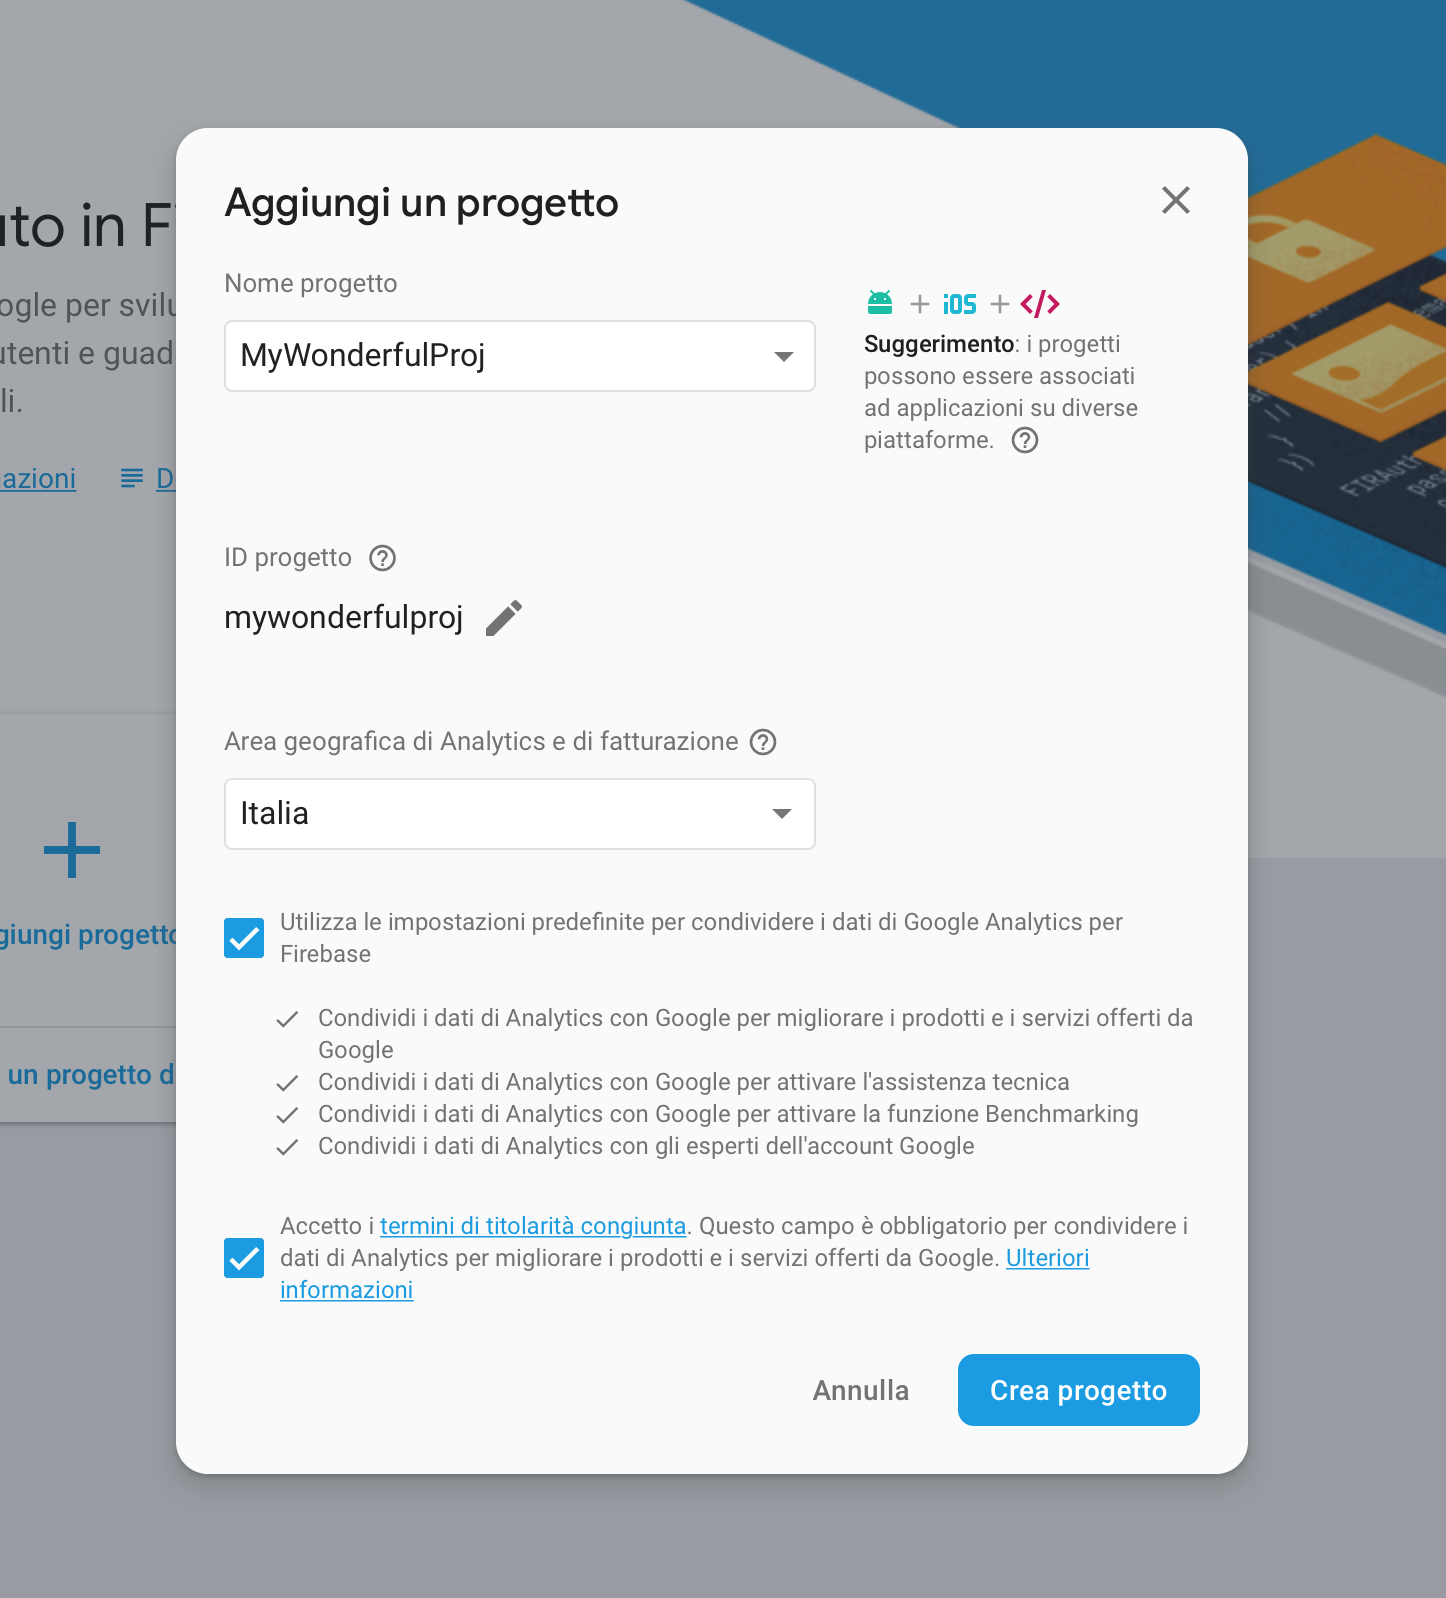 Aggiungi un progetto
Nome progetto
MyWonderfulProj
iOS
Suggerimento: i progetti
possono essere associati
ad applicazioni su diverse
piattaforme.
ID progetto
mywonderfulproj
Area geografica di Analytics e di fatturazione
Italia
Utilizza le impostazioni predefinite per condividere i dati di Google Analytics per
Firebase
Condividi i dati di Analytics con Google per migliorare i prodotti e i servizi offerti da
Google
Condividi i dati di Analytics con Google per attivare l'assistenza tecnica
Condividi i dati di Analytics con Google per attivare la funzione Benchmarking
Condividi i dati di Analytics con gli esperti dell'account Google
Accetto i termini di titolarità congiunta. Questo campo è obbligatorio per condividere i
dati di Analytics per migliorare i prodotti e i servizi offerti da Google. Ulteriori
informazioni
Annulla
Crea progetto
ato in Fi
ogle per svilu
utenti e guad
li.
azioni
D
giungi progetto
un progetto d
FIRAuth